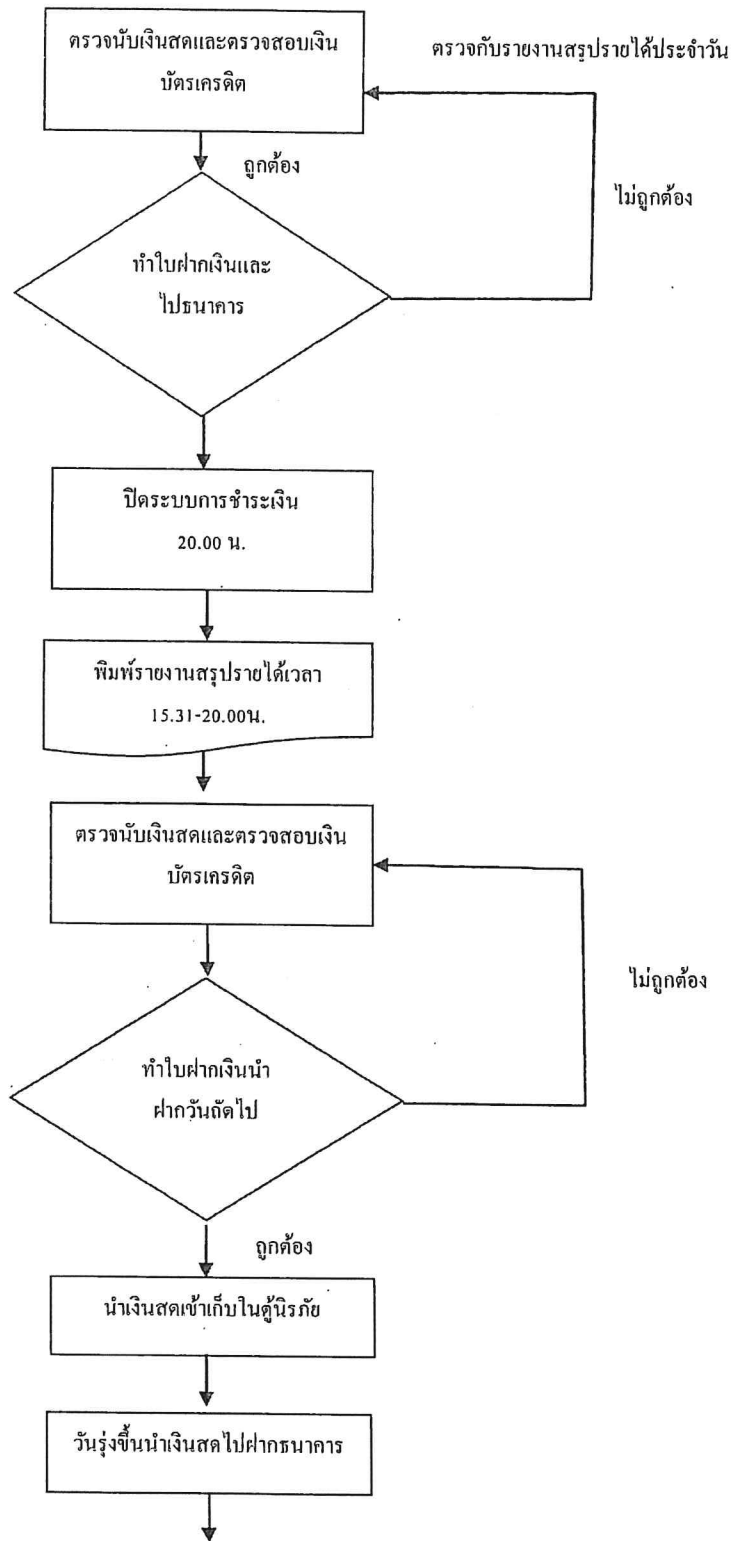 ตรวจนับเงินสดและตรวจสอบเงิน
บัตรเครดิต
ตรวจกับรายงานสรุปรายได้ประจำวัน
ถูกต้อง
ไม่ถูกต้อง
ทำใบฝากเงินและ
ไปธนาคาร
ปิดระบบการชำระเงิน
20.00 น.
พิมพ์รายงานสรุปรายได้เวลา
15.31-20.00น.
ตรวจนับเงินสดและตรวจสอบเงิน
บัตรเครดิต
ไม่ถูกต้อง
ทำใบฝากเงินนำ
ฝากวันถัดไป
ถูกต้อง
นำเงินสดเข้าเก็บในตู้นิรภัย
วันรุ่งขึ้นนำเงินสดไปฝากธนาคาร